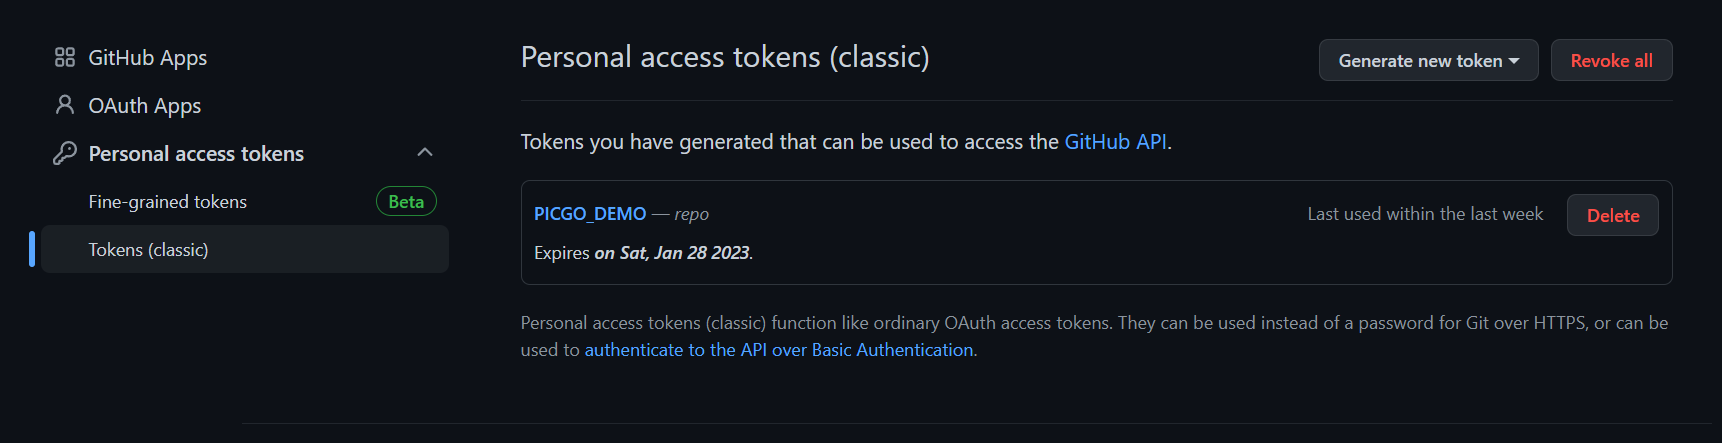 GitHub Apps
OAuth Apps
Personal access tokens
Fine-grained tokens Beta
Tokens (classic)
Personal access tokens (classic)
Generate new token
Revoke all
Tokens you have generated that can be used to access the GitHub API.
PICGO_DEMO — repo
Last used within the last week
Delete
Expires on Sat, Jan 28 2023.
Personal access tokens (classic) function like ordinary OAuth access tokens. They can be used instead of a password for Git over HTTPS, or can be
used to authenticate to the API over Basic Authentication.